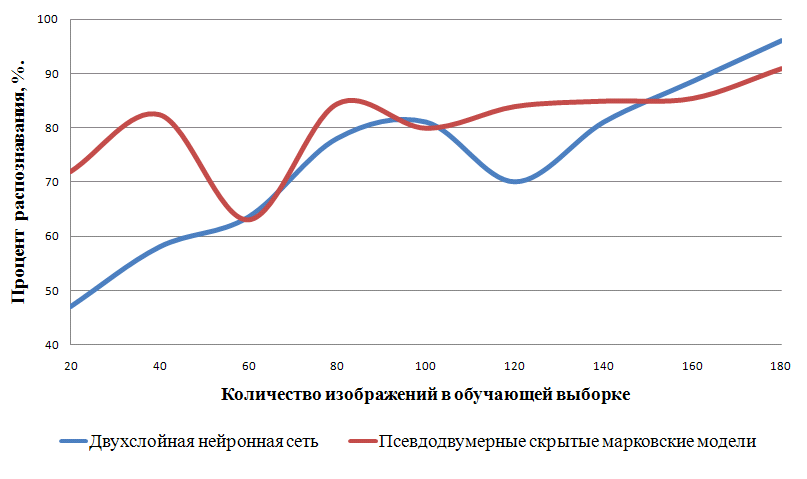 Процент распознавания, %.
100
90
80
70
60
50
40
20 40 60 80 100 120 140 160 180
Количество изображений в обучающей выборке
Двухслойная нейронная сеть Псевдодвумерные скрытые марковские модели